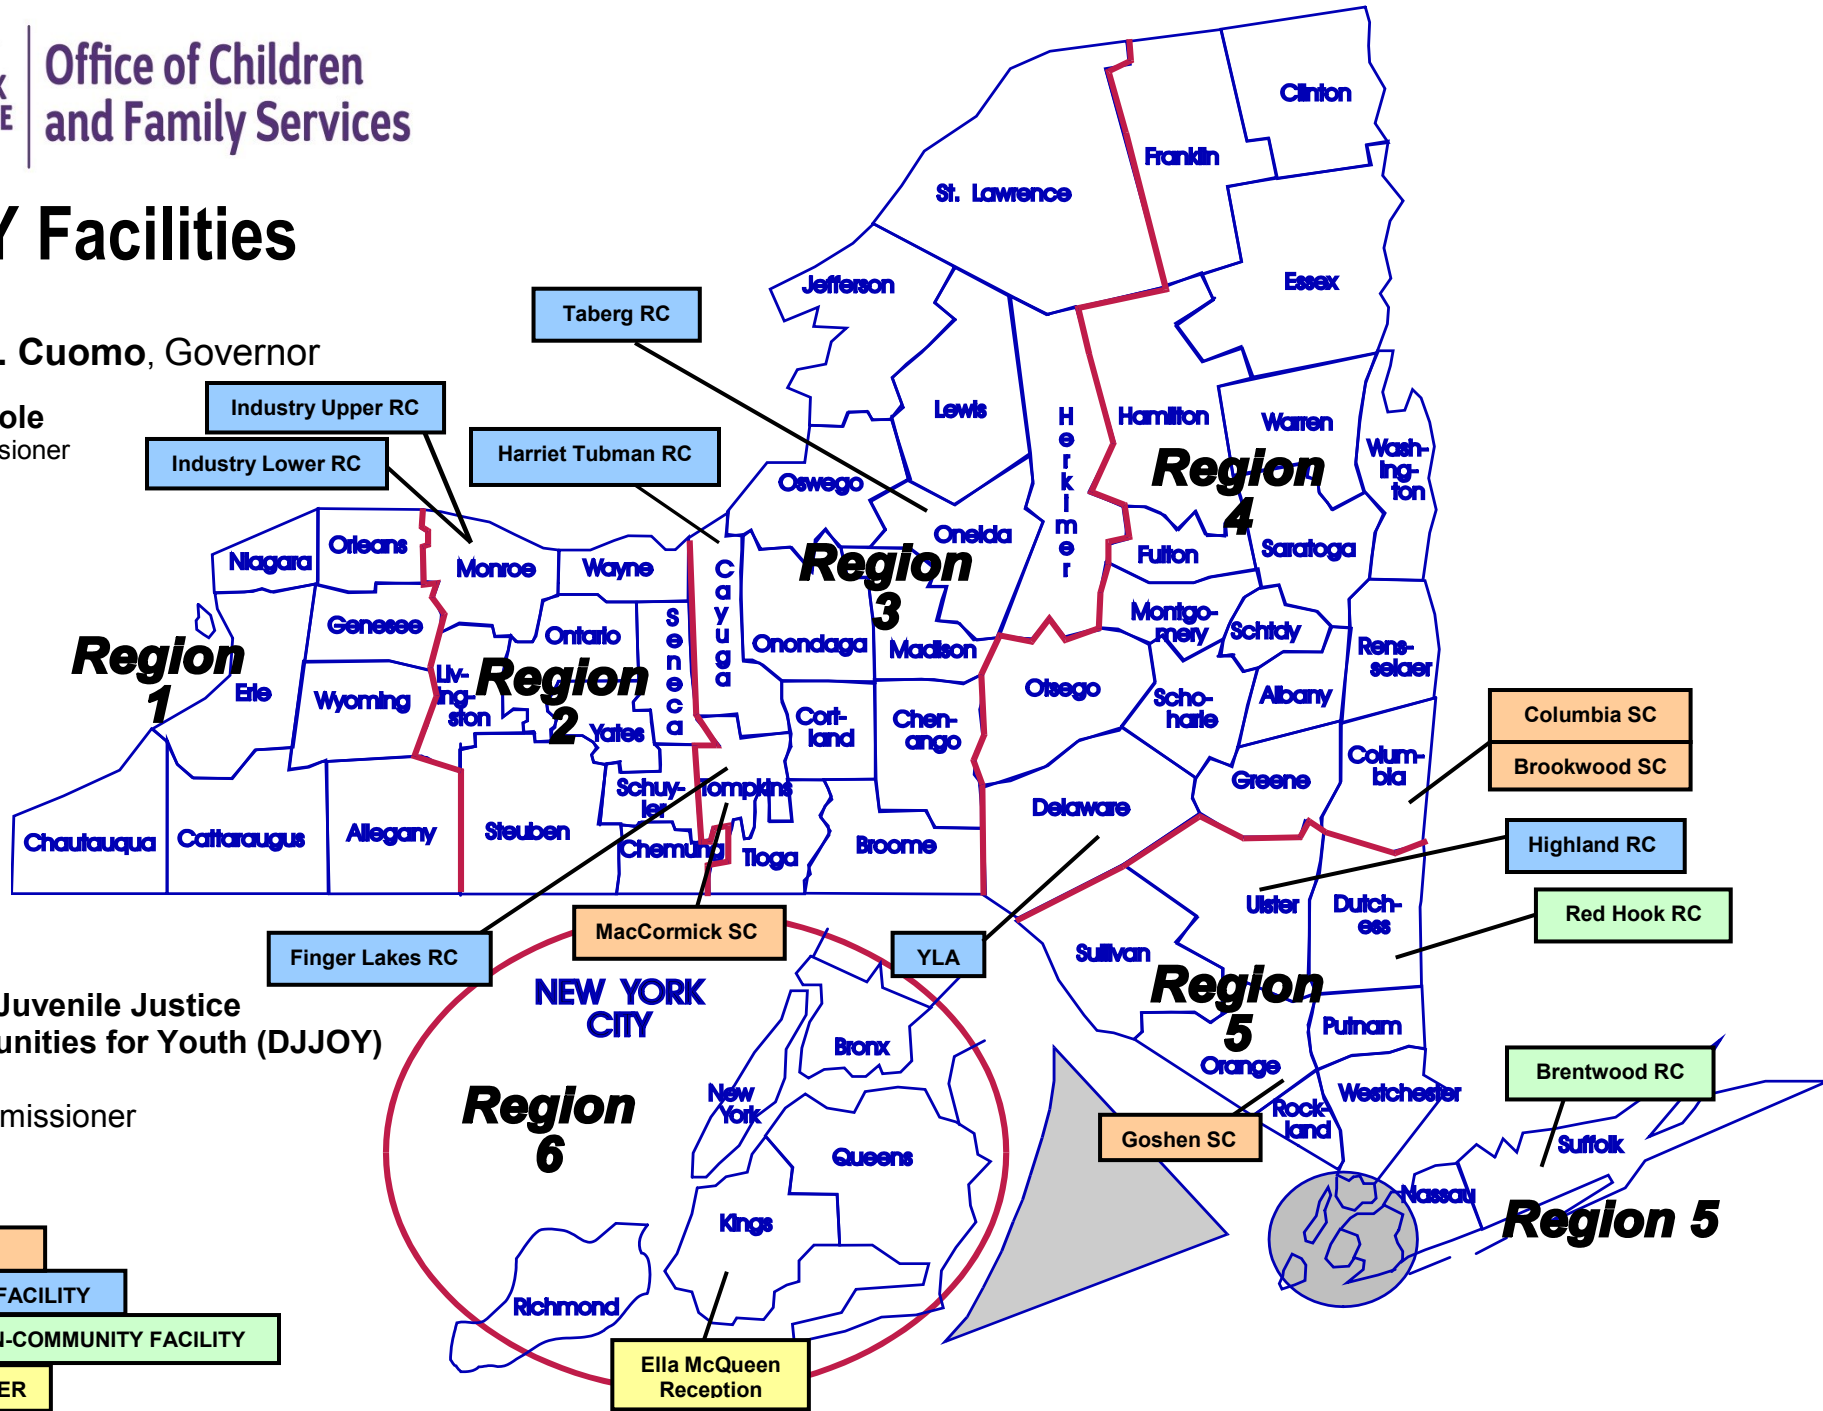 Office of Children
and Family Services
Y Facilities
. Cuomo, Governor
Taberg RC
Industry Upper RC
Industry Lower RC
Harriet Tubman RC
Clinton
Franklin
St. Lawrence
Jefferson
Essex
Lewis
Herkimer
Hamilton
Warren
Wash-
ing-
ton
Region
4
Oswego
Oneida
Fulton
Saratoga
Niagara
Orleans
Monroe
Wayne
Cayuga
Region
3
Genesee
Ontario
Seneca
Onondaga
Madison
Montgo-
mery
Schtdy
Rens-
selaer
Region
1
Erie
Wyoming
Liv-
ing-
ston
Region
2
Yates
Cort-
land
Chen-
ango
Otsego
Scho-
harie
Albany
Colum-
bia
Greene
Columbia SC
Brookwood SC
Chautauqua
Cattaraugus
Allegany
Steuben
Schuy-
ler
Tompkins
Chemung
Tioga
Broome
Delaware
Highland RC
Red Hook RC
Ulster
Dutch-
ess
Sullivan
MacCormick SC
Finger Lakes RC
YLA
Region
5
Putnam
Orange
Westchester
Rock-
land
Goshen SC
Brentwood RC
Suffolk
Nassau
Region 5
NEW YORK
CITY
Bronx
New
York
Region
6
Queens
Kings
Richmond
Ella McQueen
Reception
Juvenile Justice
unities for Youth (DJJOY)
missioner
FACILITY
N-COMMUNITY FACILITY
ER